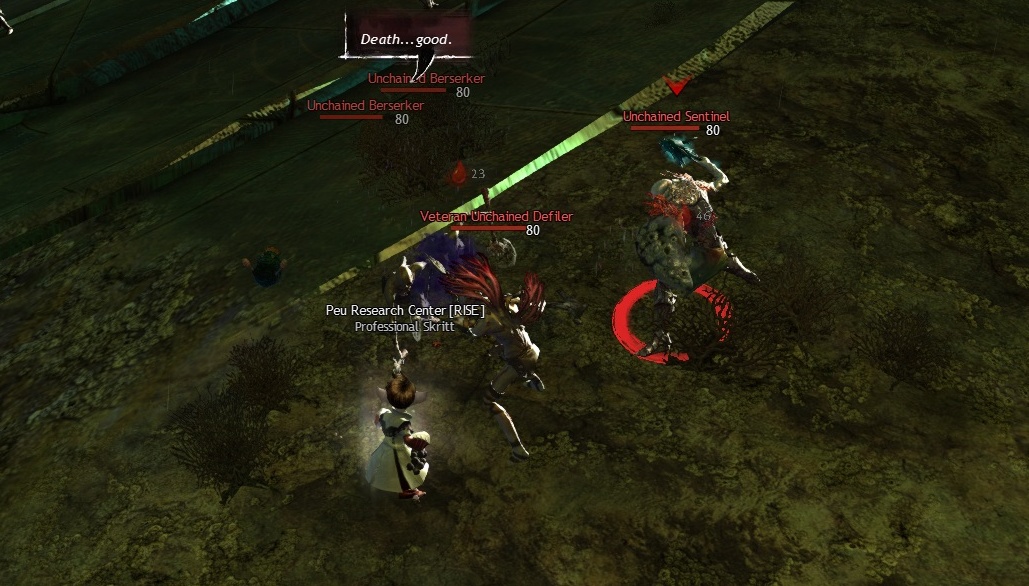 Death...good.
Unchained Berserker
80
Unchained Berserker
80
Unchained Sentinel
80
23
Veteran Unchained Defiler
80
46
Peu Research Center [RISE]
Professional Skritt